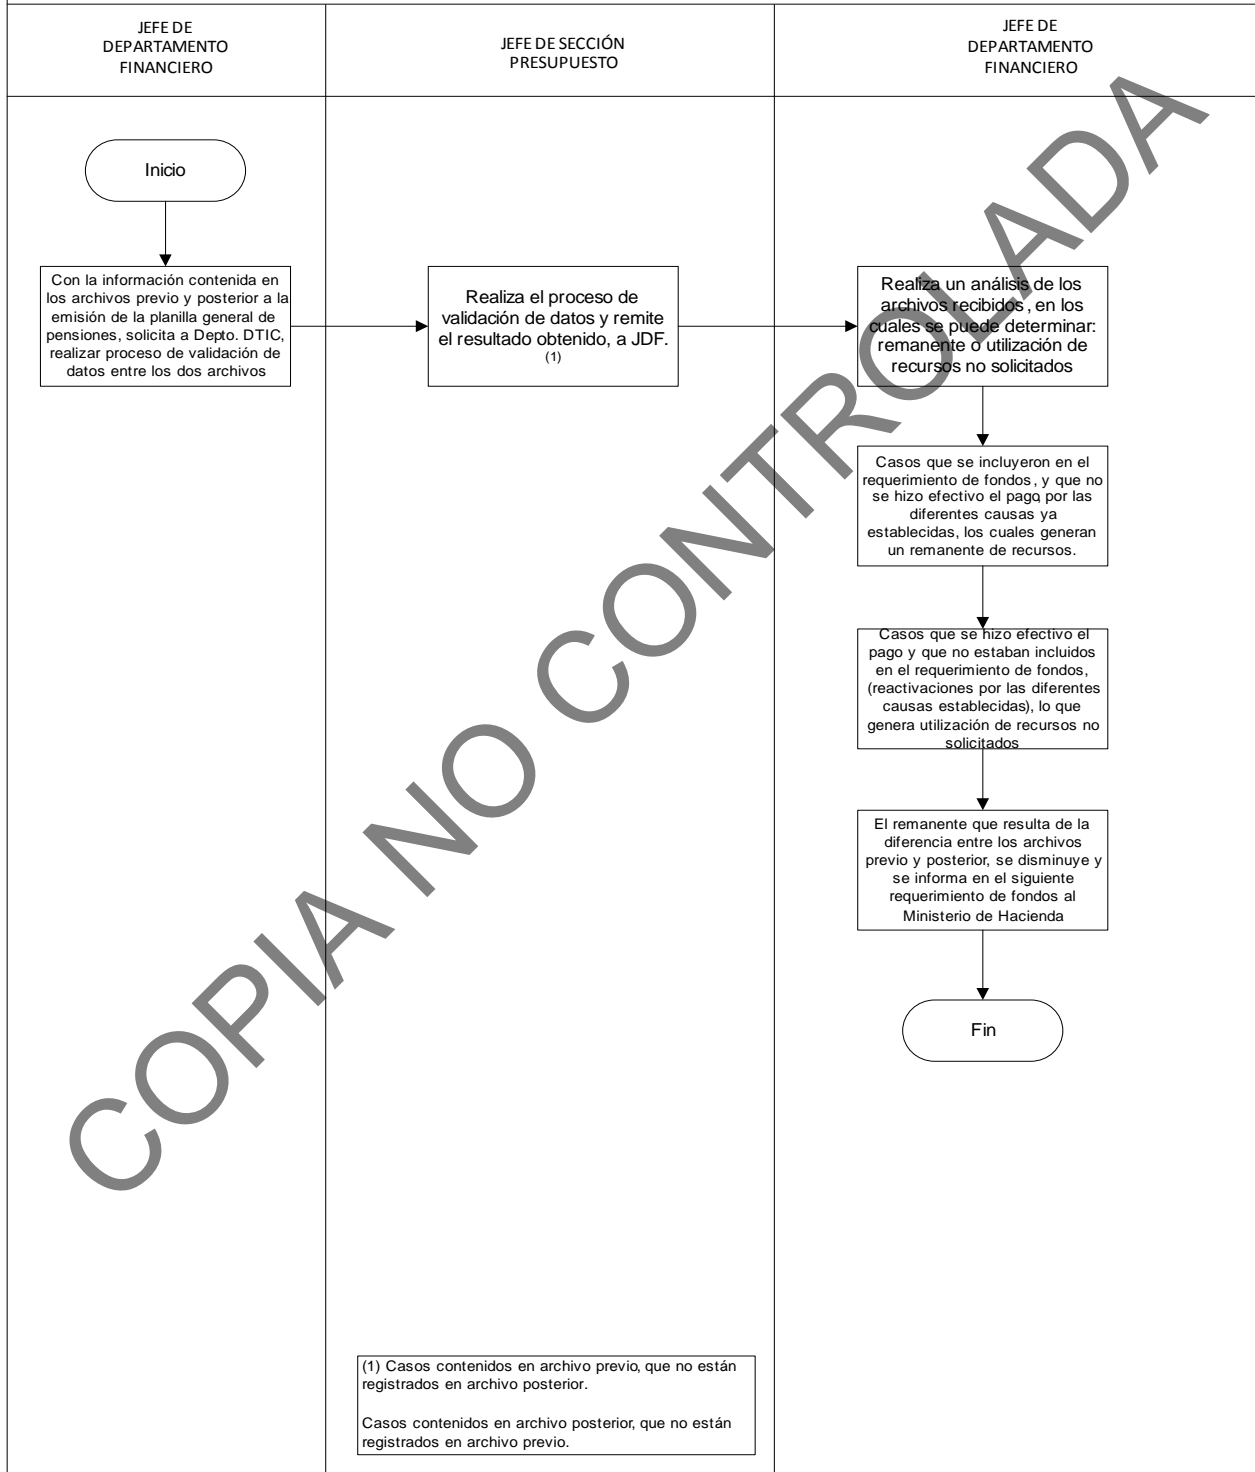 JEFE DE
DEPARTAMENTO
FINANCIERO
JEFE DE SECCIÓN
PRESUPUESTO
JEFE DE
DEPARTAMENTO
FINANCIERO
Inicio
Con la información contenida en
los archivos previo y posterior a la
emisión de la planilla general de
pensiones, solicita a Depto. DTIC,
realizar proceso de validación de
datos entre los dos archivos
Realiza el proceso de
validación de datos y remite
el resultado obtenido, a JDF.
(1)
Realiza un análisis de los
archivos recibidos, en los
cuales se puede determinar:
remanente o utilización de
recursos no solicitados
Casos que se incluyeron en el
requerimiento de fondos, y que no
se hizo efectivo el pago, por las
diferentes causas ya
establecidas, los cuales generan
un remanente de recursos.
Casos que se hizo efectivo el
pago y que no estaban incluidos
en el requerimiento de fondos,
(reactivaciones por las diferentes
causas establecidas), lo que
genera utilización de recursos no
solicitados
El remanente que resulta de la
diferencia entre los archivos
previo y posterior, se disminuye y
se informa en el siguiente
requerimiento de fondos al
Ministerio de Hacienda
Fin
(1) Casos contenidos en archivo previo, que no están
registrados en archivo posterior.
Casos contenidos en archivo posterior, que no están
registrados en archivo previo.
COPIA NO CONTROLADA